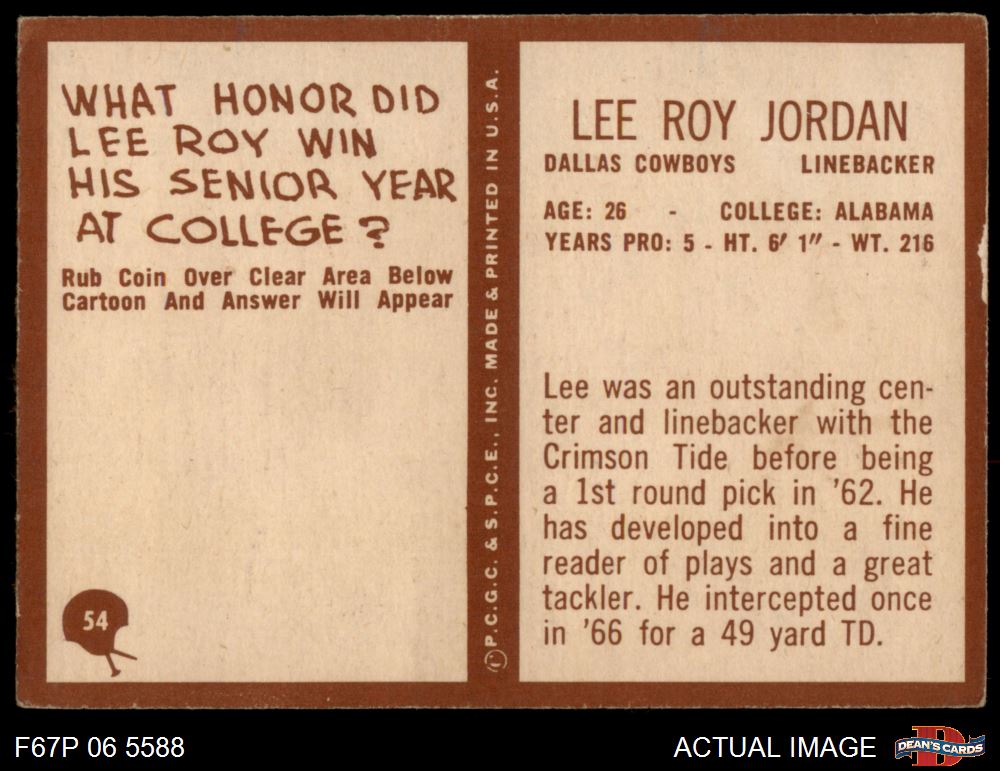 WHAT HONOR DID
LEE ROY WIN
HIS SENIOR YEAR
AT COLLEGE?
Rub Coin Over Clear Area Below
Cartoon And Answer Will Appear
54
P.C.G.C. & S.P.C.E., INC. MADE & PRINTED IN U.S.A.
LEE ROY JORDAN
DALLAS COWBOYS LINEBACKER
AGE: 26 - COLLEGE: ALABAMA
YEARS PRO: 5 - HT. 6' 1" - WT. 216
Lee was an outstanding cen-
ter and linebacker with the
Crimson Tide before being
a 1st round pick in '62. He
has developed into a fine
reader of plays and a great
tackler. He intercepted once
in '66 for a 49 yard TD.
F67P 06 5588
ACTUAL IMAGE
DEAN'S CARDS